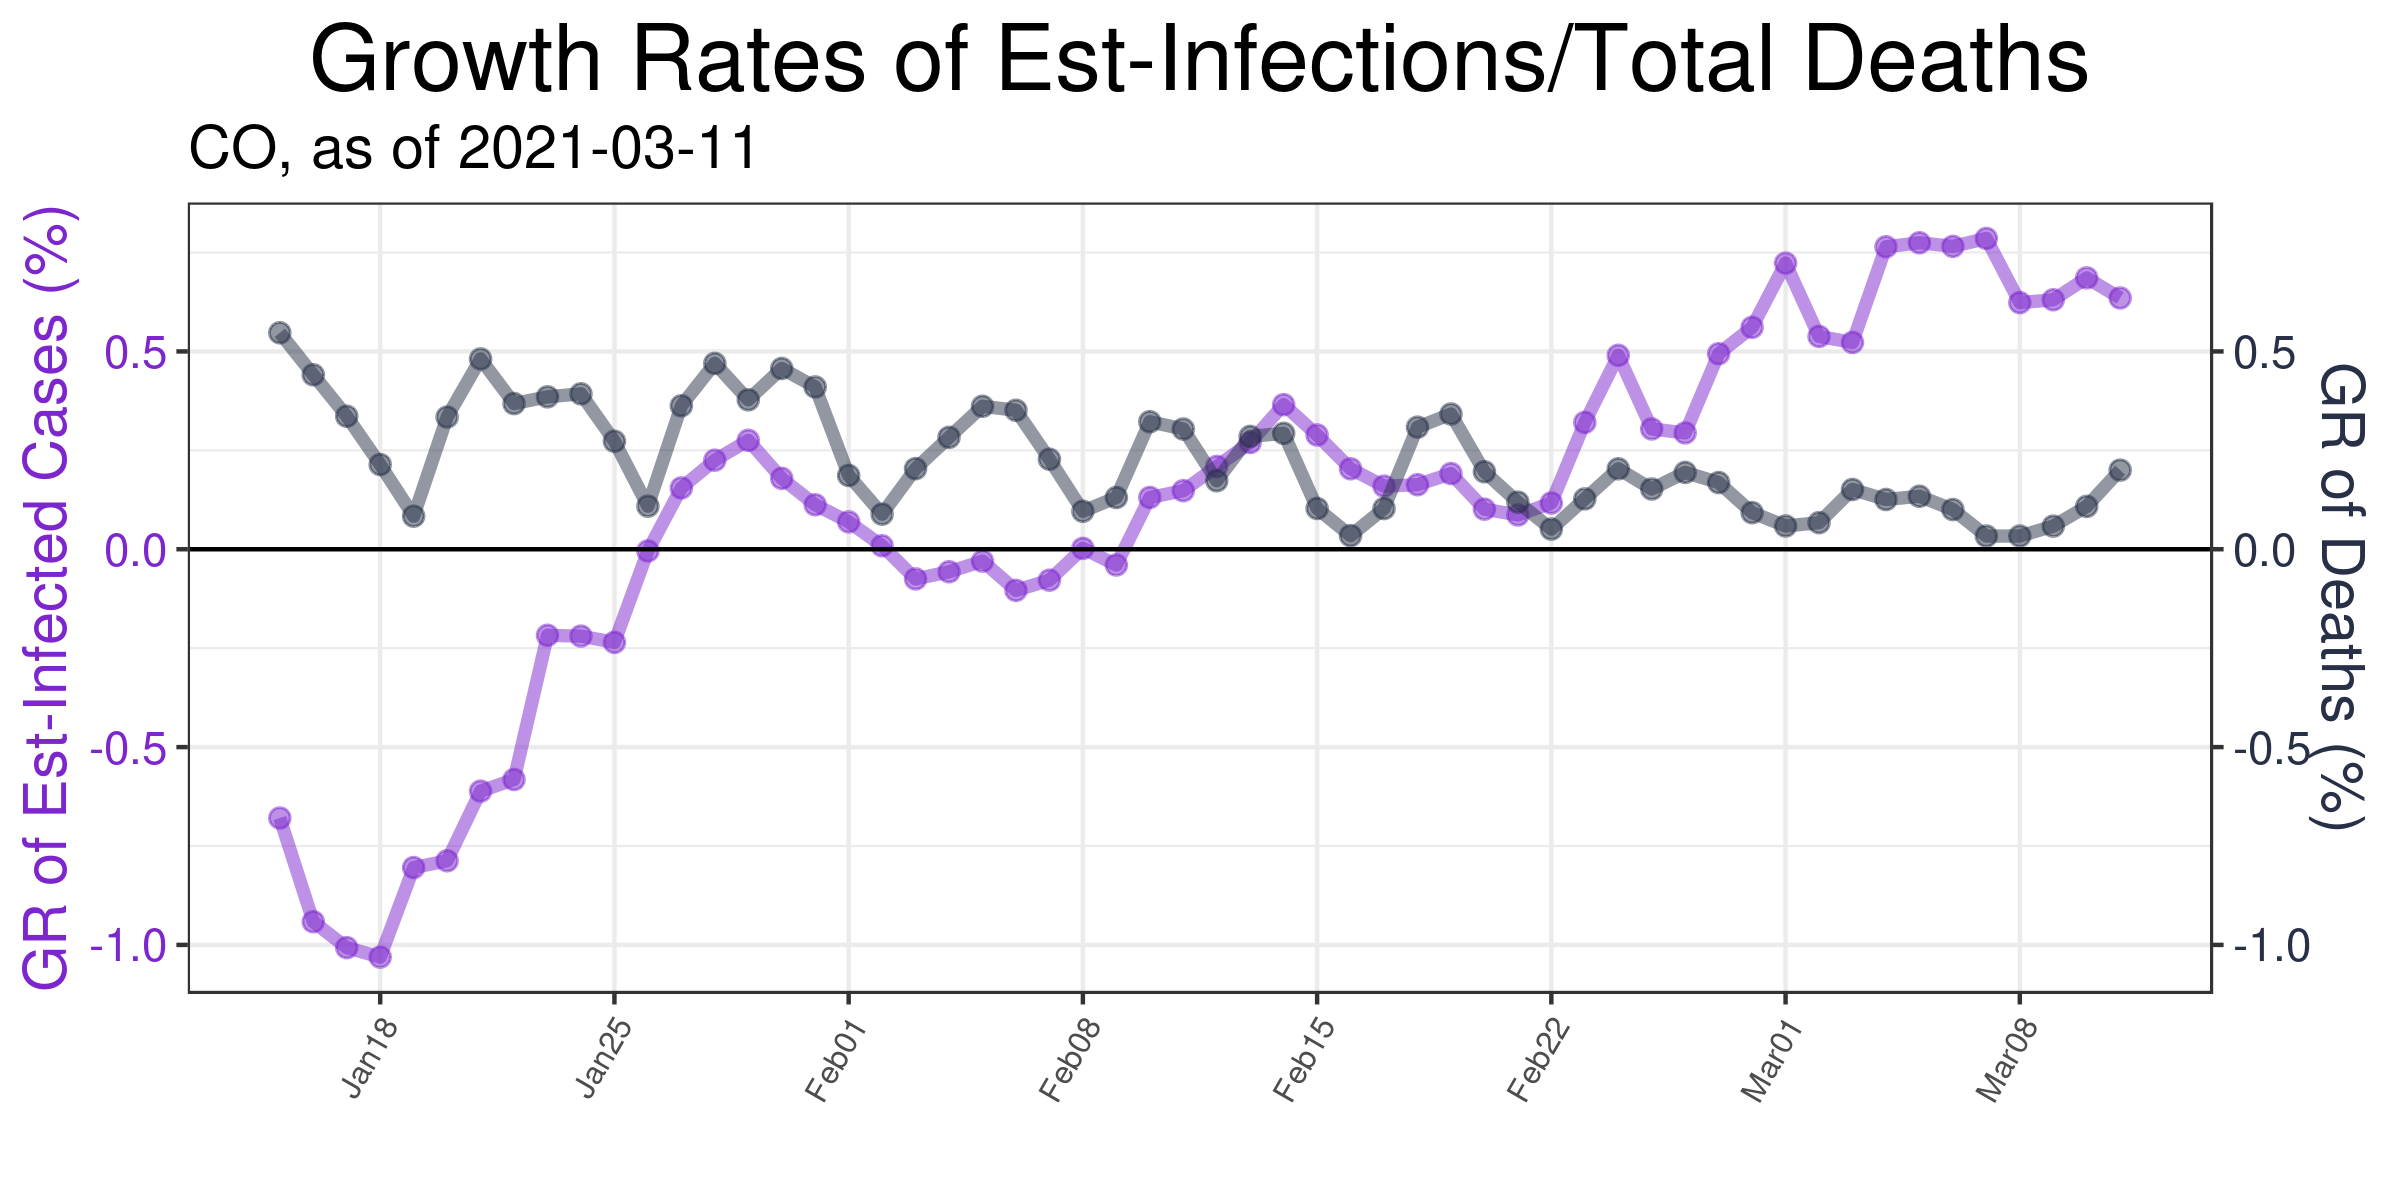 Growth Rates of Est-Infections/Total Deaths
CO, as of 2021-03-11
GR of Est-Infected Cases (%)
0.5
0.0
-0.5
-1.0
0.5
0.0
-0.5
-1.0
GR of Deaths (%)
Jan18
Jan25
Feb01
Feb08
Feb15
Feb22
Mar01
Mar08